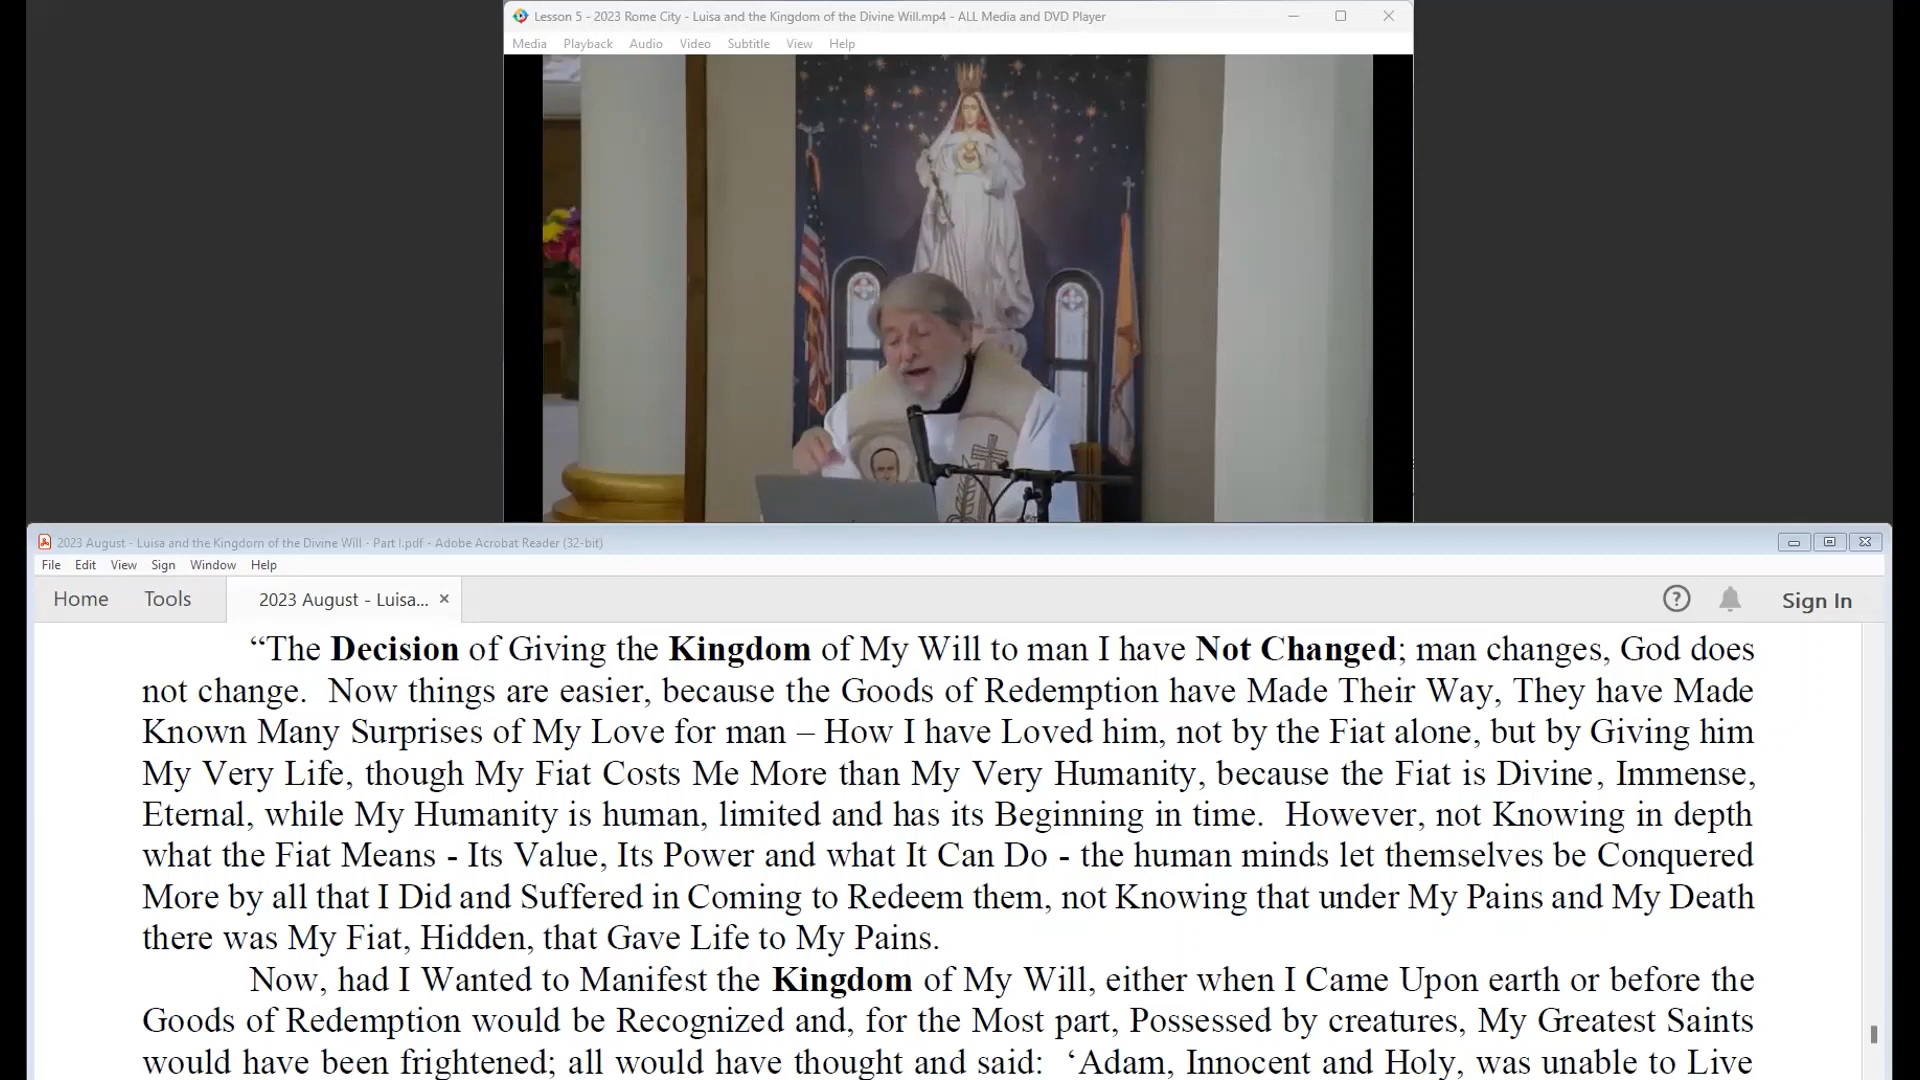 Lesson 5 - 2023 Rome City - Luisa and the Kingdom of the Divine Will.mp4 - ALL Media and DVD Player
Media Playback Audio Video Subtitle View Help
2023 August - Luisa and the Kingdom of the Divine Will - Part I.pdf - Adobe Acrobat Reader (32-bit)
File Edit View Sign Window Help
Home Tools 2023 August - Luisa... × Sign In
“The Decision of Giving the Kingdom of My Will to man I have Not Changed; man changes, God does
not change. Now things are easier, because the Goods of Redemption have Made Their Way, They have Made
Known Many Surprises of My Love for man – How I have Loved him, not by the Fiat alone, but by Giving him
My Very Life, though My Fiat Costs Me More than My Very Humanity, because the Fiat is Divine, Immense,
Eternal, while My Humanity is human, limited and has its Beginning in time. However, not Knowing in depth
what the Fiat Means - Its Value, Its Power and what It Can Do - the human minds let themselves be Conquered
More by all that I Did and Suffered in Coming to Redeem them, not Knowing that under My Pains and My Death
there was My Fiat, Hidden, that Gave Life to My Pains.
Now, had I Wanted to Manifest the Kingdom of My Will, either when I Came Upon earth or before the
Goods of Redemption would be Recognized and, for the Most part, Possessed by creatures, My Greatest Saints
would have been frightened; all would have thought and said: ‘Adam, Innocent and Holy, was unable to Live